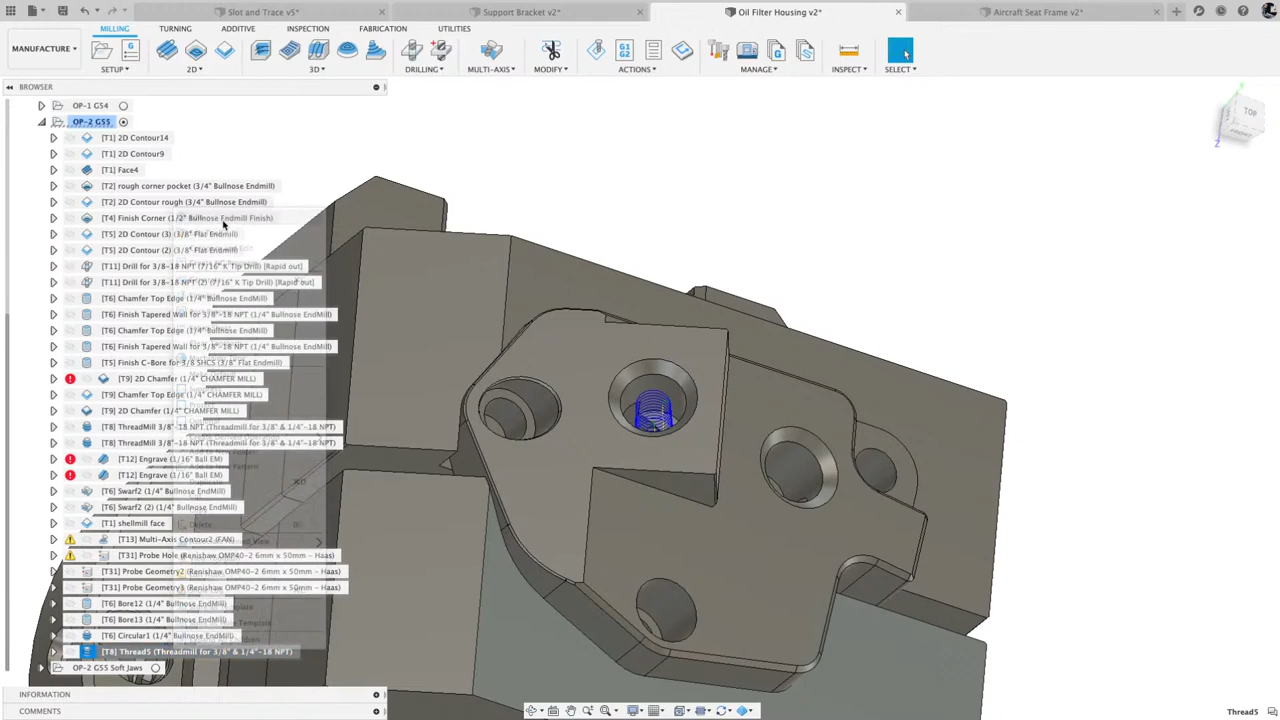 Slot and Trace v5*
Support Bracket v2*
Oil Filter Housing v2*
Aircraft Seat Frame v2*
MILLING TURNING ADDITIVE INSPECTION FABRICATION UTILITIES
MANUFACTURE
SETUP 2D 3D DRILLING MULTI-AXIS MODIFY ACTIONS MANAGE INSPECT SELECT
G1
G2
BROWSER
OP-1 G54
OP-2 G55
[T1] 2D Contour14
[T1] 2D Contour9
[T1] Face4
[T2] rough corner pocket (3/4" Bullnose Endmill)
[T2] 2D Contour rough (3/4" Bullnose Endmill)
[T4] Finish Corner (1/2" Bullnose Endmill Finish)
[T5] 2D Contour (3) (3/8" Flat Endmill)
[T5] 2D Contour (2) (3/8" Flat Endmill)
[T11] Drill for 3/8-18 NPT (7/16" K Tip Drill) [Rapid out]
[T11] Drill for 3/8-18 NPT (2) (7/16" K Tip Drill) [Rapid out]
[T6] Chamfer Top Edge (1/4" Bullnose EndMill)
[T6] Finish Tapered Wall for 3/8"-18 NPT (1/4" Bullnose EndMill)
[T6] Chamfer Top Edge (1/4" Bullnose EndMill)
[T6] Finish Tapered Wall for 3/8"-18 NPT (1/4" Bullnose EndMill)
[T5] Finish C-Bore for 3/8 SHCS (3/8" Flat Endmill)
[T9] 2D Chamfer (1/4" CHAMFER MILL)
[T9] Chamfer Top Edge (1/4" CHAMFER MILL)
[T9] 2D Chamfer (1/4" CHAMFER MILL)
[T8] ThreadMill 3/8"-18 NPT (Threadmill for 3/8" & 1/4"-18 NPT)
[T8] ThreadMill 3/8"-18 NPT (Threadmill for 3/8" & 1/4"-18 NPT)
[T12] Engrave (1/16" Ball EM)
[T12] Engrave (1/16" Ball EM)
[T6] Swarf2 (1/4" Bullnose EndMill)
[T6] Swarf2 (2) (1/4" Bullnose EndMill)
[T1] shellmill face
[T13] Multi-Axis Contour2 (FAN)
[T31] Probe Hole (Renishaw OMP40-2 6mm x 50mm - Haas)
[T31] Probe Geometry2 (Renishaw OMP40-2 6mm x 50mm - Haas)
[T31] Probe Geometry3 (Renishaw OMP40-2 6mm x 50mm - Haas)
[T6] Bore12 (1/4" Bullnose EndMill)
[T6] Bore13 (1/4" Bullnose EndMill)
[T6] Circular1 (1/4" Bullnose EndMill)
[T8] Thread5 (Threadmill for 3/8" & 1/4"-18 NPT)
OP-2 G55 Soft Jaws
INFORMATION
COMMENTS
Delete
TOP
FRONT
Y
Z
Thread5